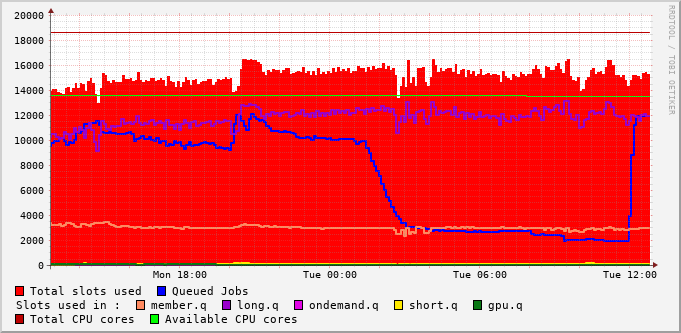 20000
18000
16000
14000
12000
10000
8000
6000
4000
2000
0
Mon 18:00 Tue 00:00 Tue 06:00 Tue 12:00
Total slots used Queued Jobs
Slots used in : member.q long.q ondemand.q short.q gpu.q
Total CPU cores Available CPU cores
RRDTOOL / TOBI OETIKER